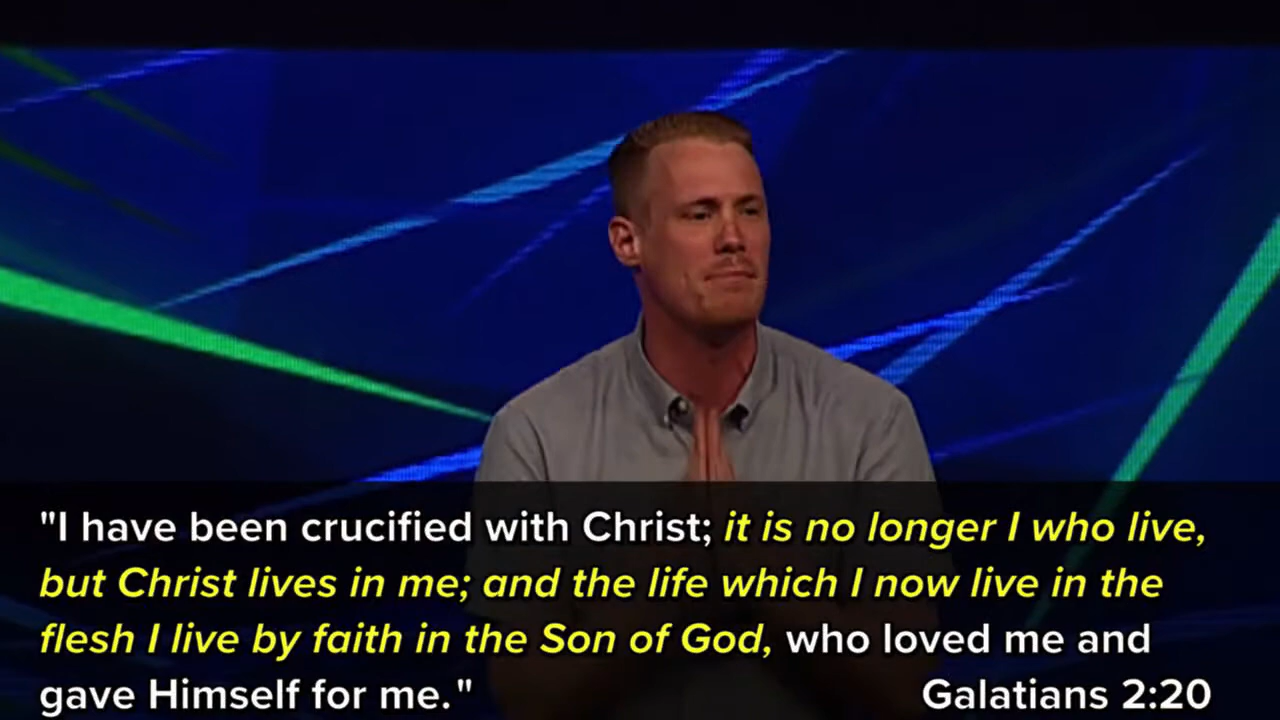 "I have been crucified with Christ; it is no longer I who live,
but Christ lives in me; and the life which I now live in the
flesh I live by faith in the Son of God, who loved me and
gave Himself for me." Galatians 2:20